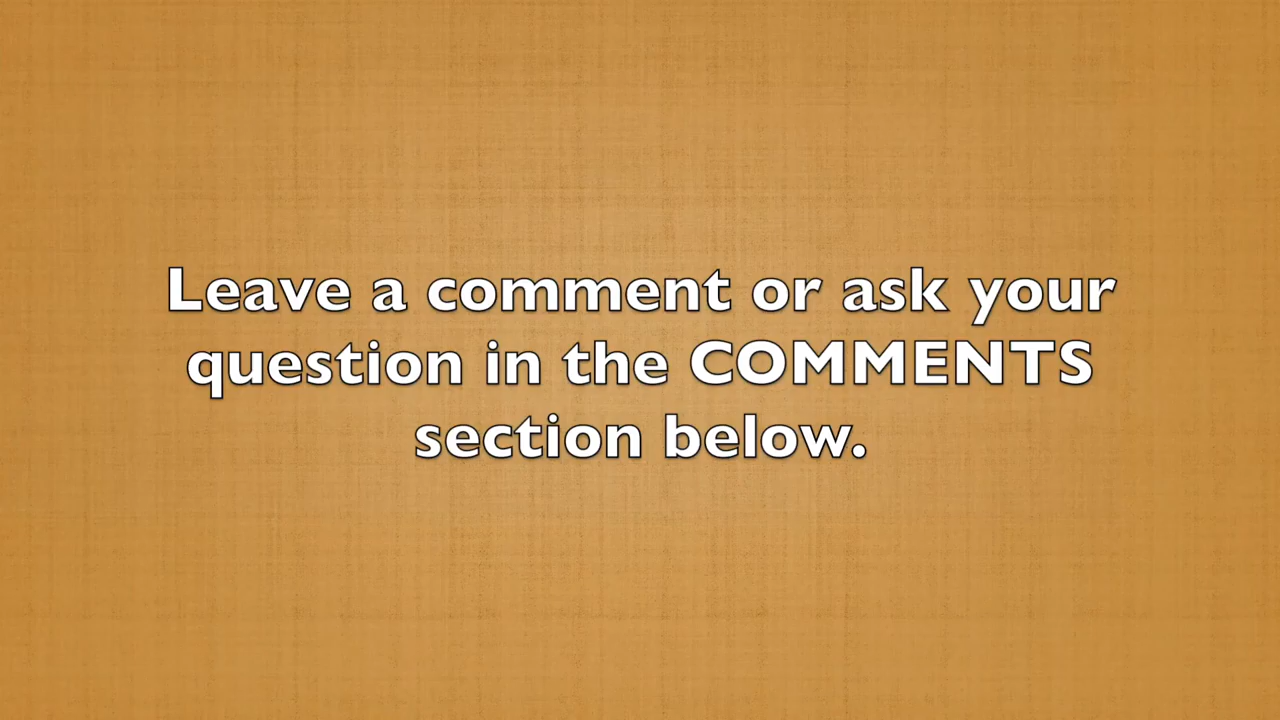 Leave a comment or ask your
question in the COMMENTS
section below.